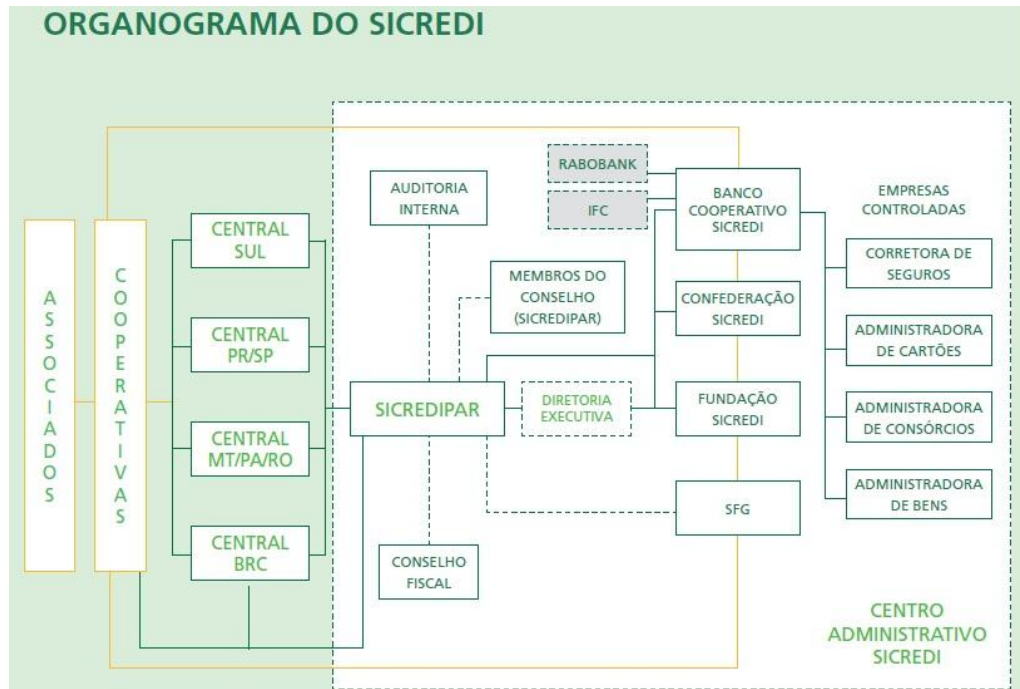 ORGANOGRAMA DO SICREDI
ASSOCIADOS
COOPERATIVAS
CENTRAL
SUL
CENTRAL
PR/SP
CENTRAL
MT/PA/RO
CENTRAL
BRC
AUDITORIA
INTERNA
MEMBROS DO
CONSELHO
(SICREDIPAR)
SICREDIPAR
DIRETORIA
EXECUTIVA
CONSELHO
FISCAL
RABOBANK
IFC
BANCO
COOPERATIVO
SICREDI
CONFEDERAÇÃO
SICREDI
FUNDAÇÃO
SICREDI
SFG
EMPRESAS
CONTROLADAS
CORRETORA DE
SEGUROS
ADMINISTRADORA
DE CARTÕES
ADMINISTRADORA
DE CONSÓRCIOS
ADMINISTRADORA
DE BENS
CENTRO
ADMINISTRATIVO
SICREDI